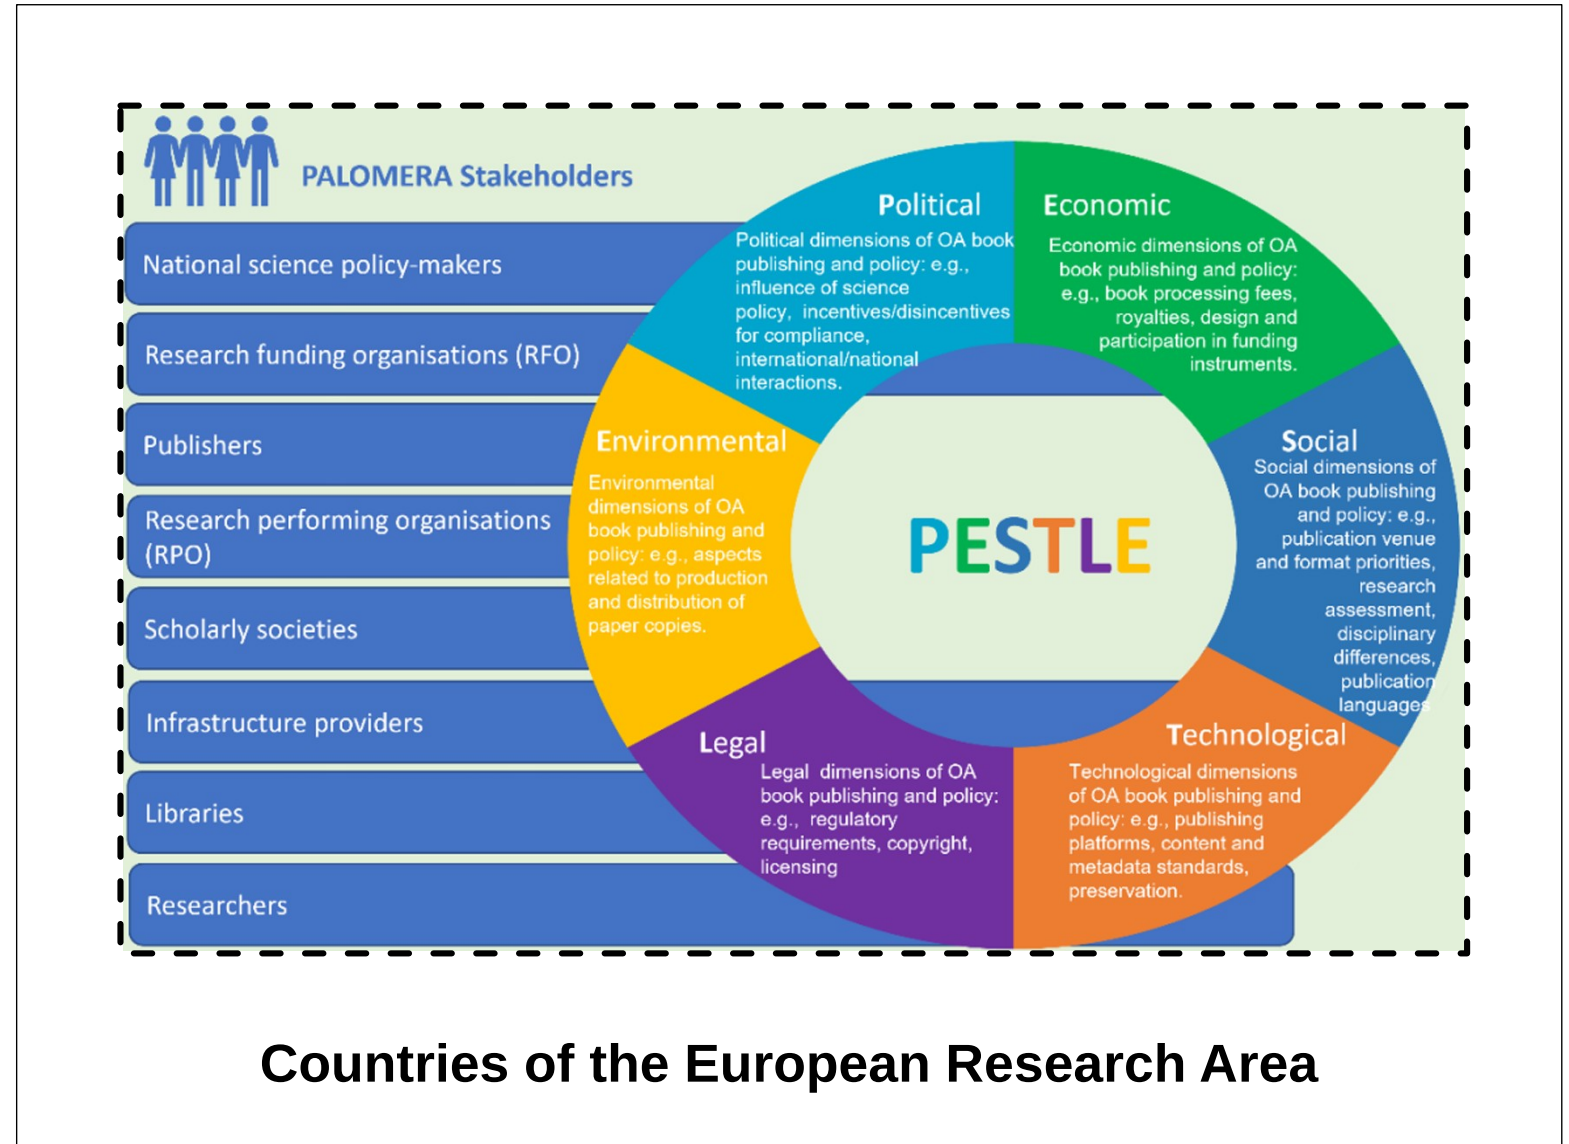 PALOMERA Stakeholders
National science policy-makers
Research funding organisations (RFO)
Publishers
Research performing organisations
(RPO)
Scholarly societies
Infrastructure providers
Libraries
Researchers
Political
Political dimensions of OA book
publishing and policy: e.g.,
influence of science
policy,  incentives/disincentives
for compliance,
international/national
interactions.
Economic
Economic dimensions of OA
book publishing and policy:
e.g., book processing fees,
royalties, design and
participation in funding
instruments.
Social
Social dimensions of
OA book publishing
and policy: e.g.,
publication venue
and format priorities,
research
assessment,
disciplinary
differences,
publication
languages
Technological
Technological dimensions
of OA book publishing and
policy: e.g., publishing
platforms, content and
metadata standards,
preservation.
Legal
Legal  dimensions of OA
book publishing and policy:
e.g.,  regulatory
requirements, copyright,
licensing
Environmental
Environmental
dimensions of OA
book publishing and
policy: e.g., aspects
related to production
and distribution of
paper copies.
PESTLE
Countries of the European Research Area